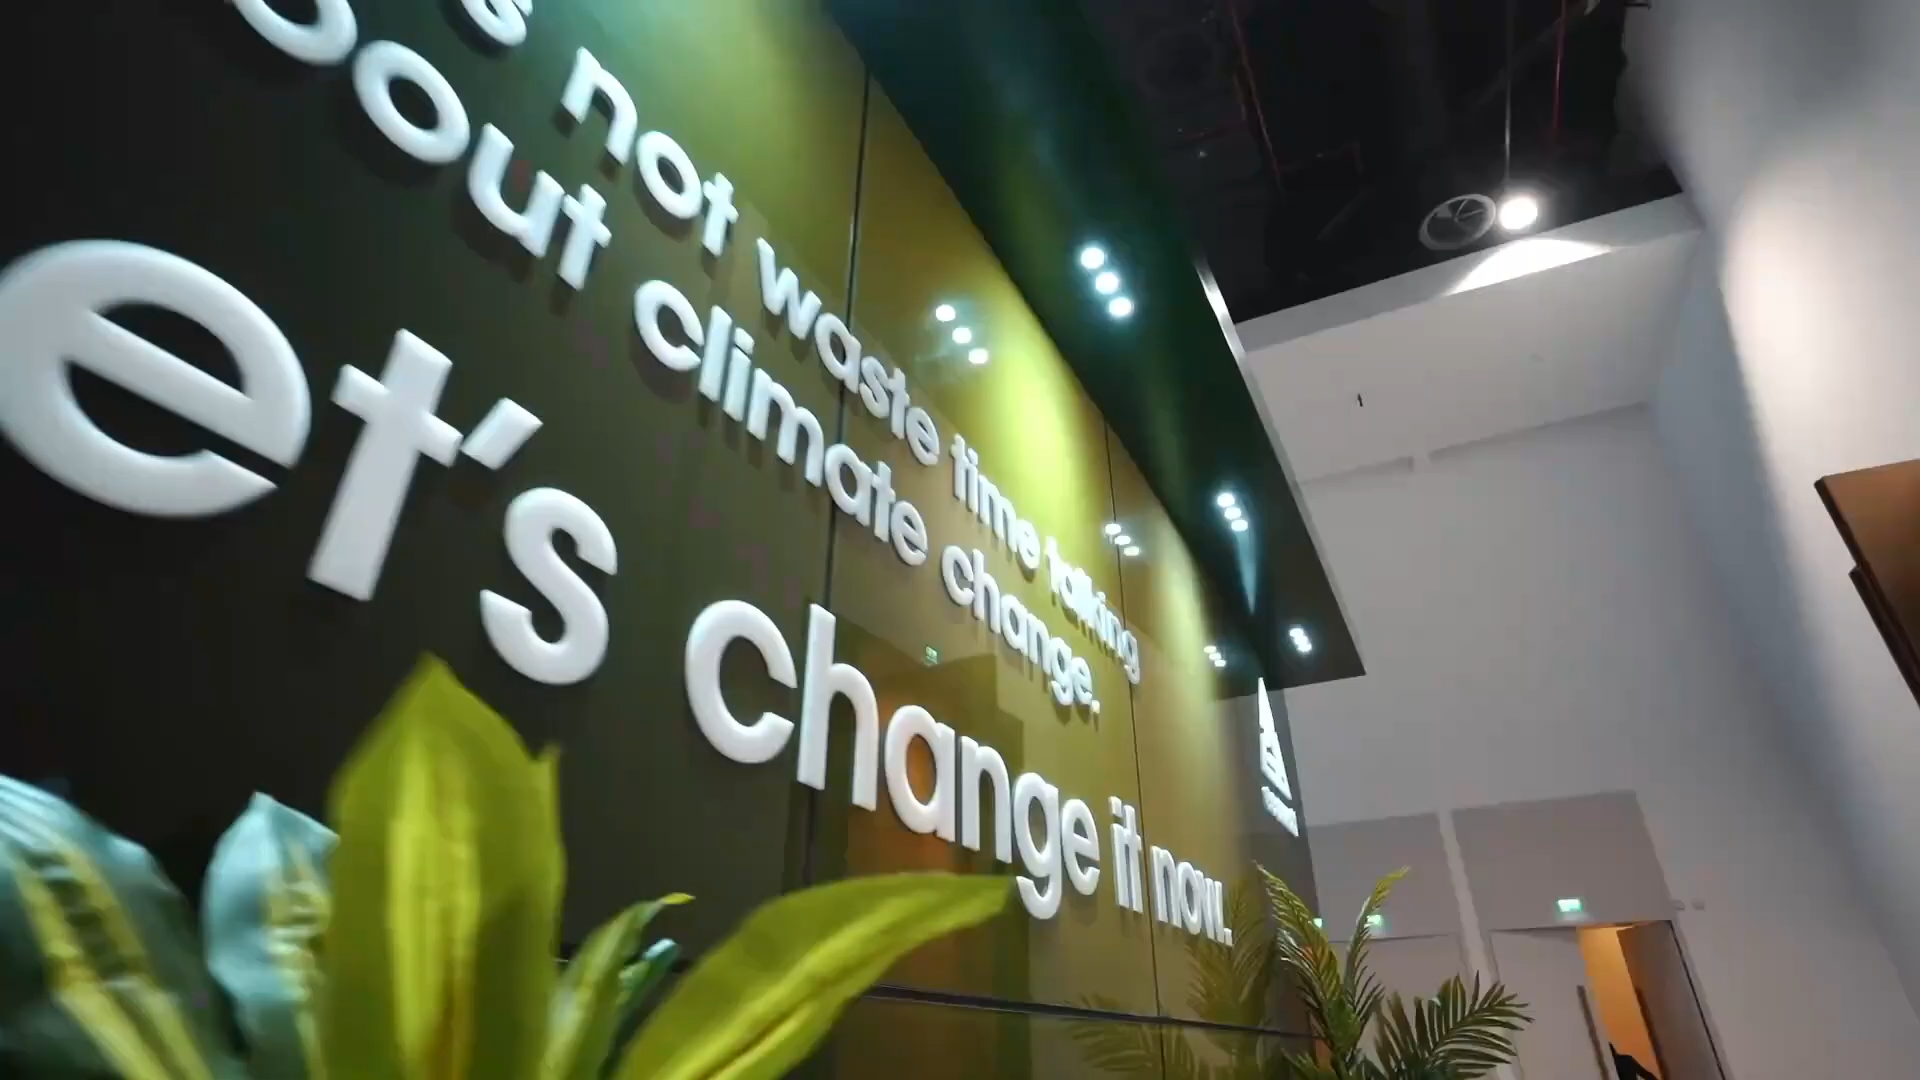 s not waste time talking
out climate change.
et's change it now.